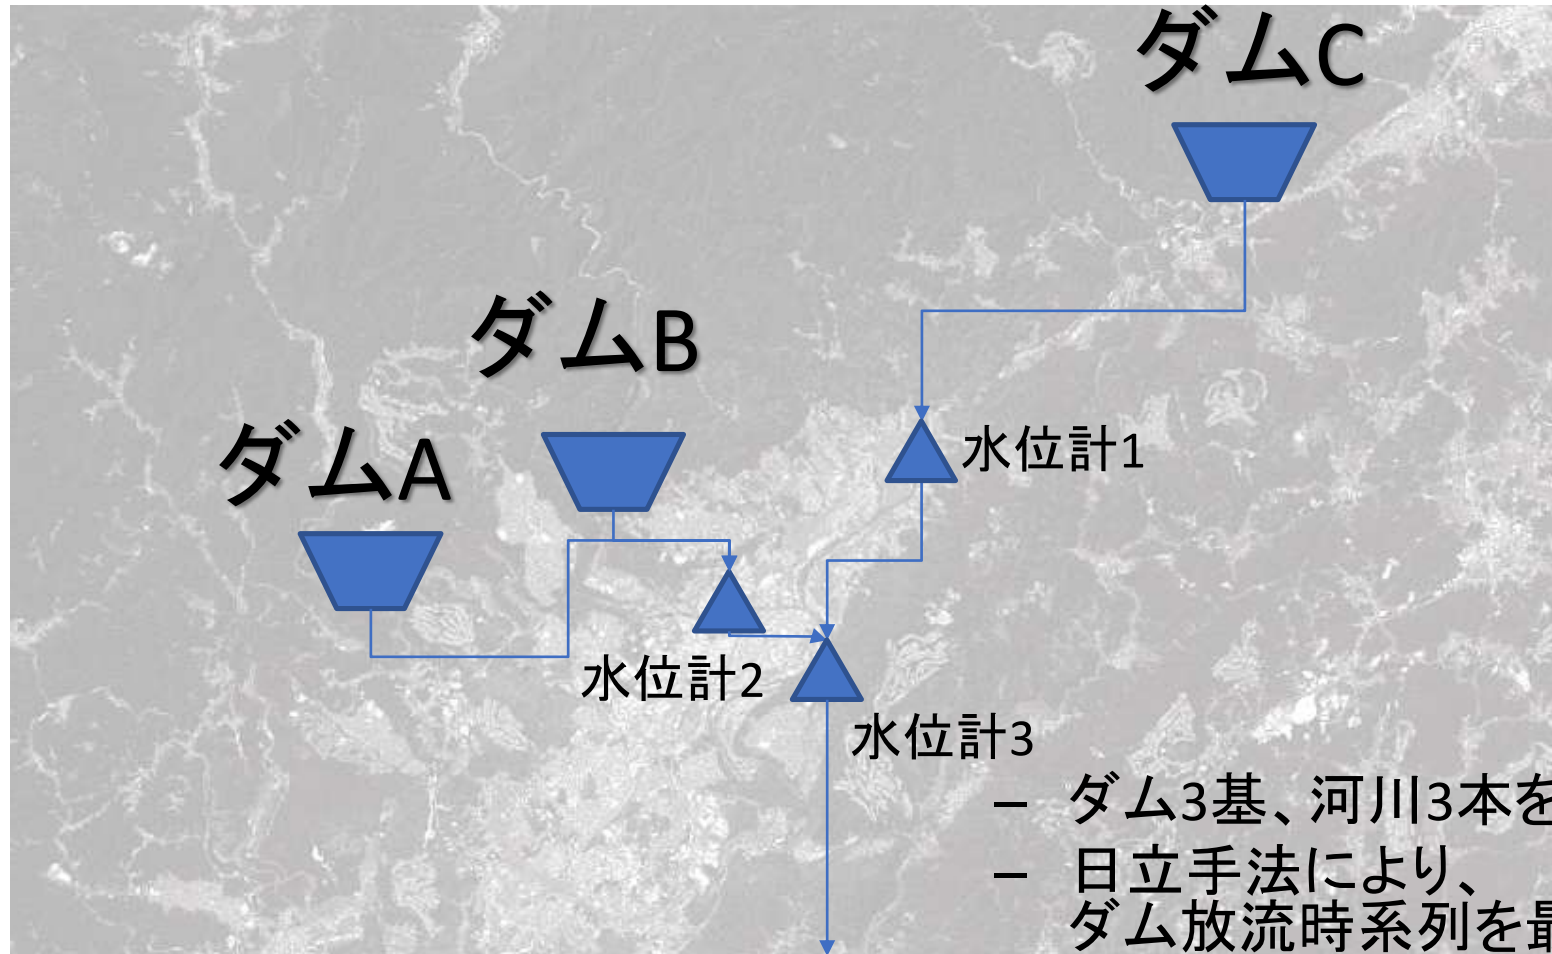 ダムC
ダムB
ダムA
水位計1
水位計2
水位計3
– ダム3基、河川3本を
– 日立手法により、
ダム放流時系列を最